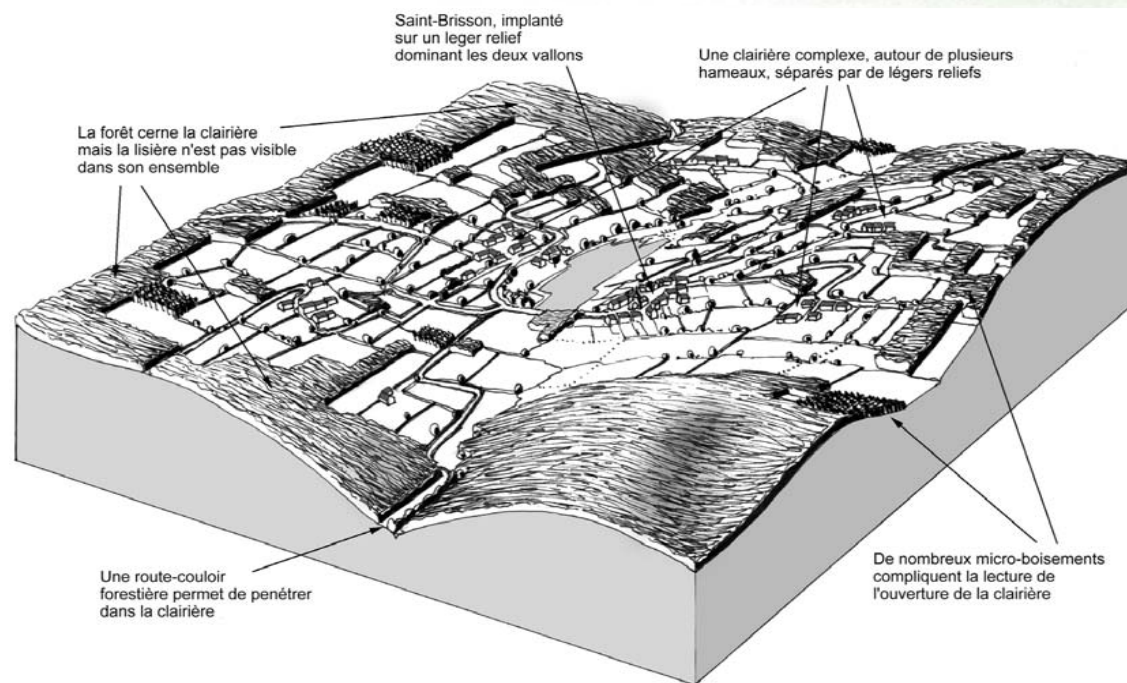 Saint-Brisson, implanté
sur un leger relief
dominant les deux vallons
Une clairière complexe, autour de plusieurs
hameaux, séparés par de légers reliefs
La forêt cerne la clairière
mais la lisière n'est pas visible
dans son ensemble
Une route-couloir
forestière permet de penétrer
dans la clairière
De nombreux micro-boisements
compliquent la lecture de
l'ouverture de la clairière